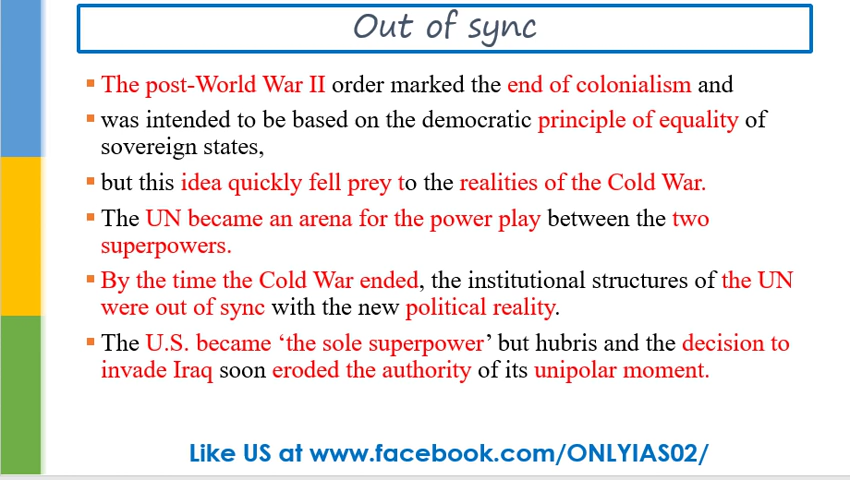 Out of sync
The post-World War II order marked the end of colonialism and
was intended to be based on the democratic principle of equality of
sovereign states,
but this idea quickly fell prey to the realities of the Cold War.
The UN became an arena for the power play between the two
superpowers.
By the time the Cold War ended, the institutional structures of the UN
were out of sync with the new political reality.
The U.S. became ‘the sole superpower’ but hubris and the decision to
invade Iraq soon eroded the authority of its unipolar moment.
Like US at www.facebook.com/ONLYIAS02/